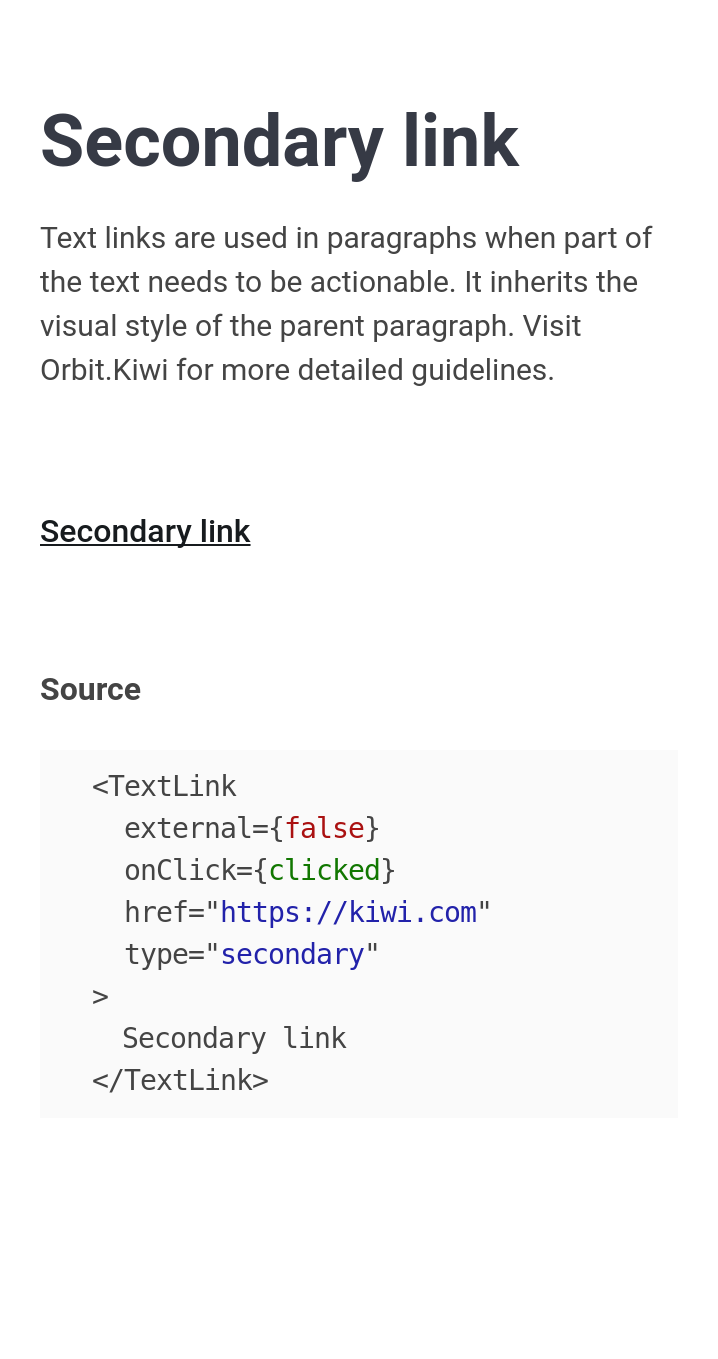 Secondary link
Text links are used in paragraphs when part of
the text needs to be actionable. It inherits the
visual style of the parent paragraph. Visit
Orbit.Kiwi for more detailed guidelines.
Secondary link
Source
<TextLink
  external={false}
  onClick={clicked}
  href="https://kiwi.com"
  type="secondary"
>
  Secondary link
</TextLink>